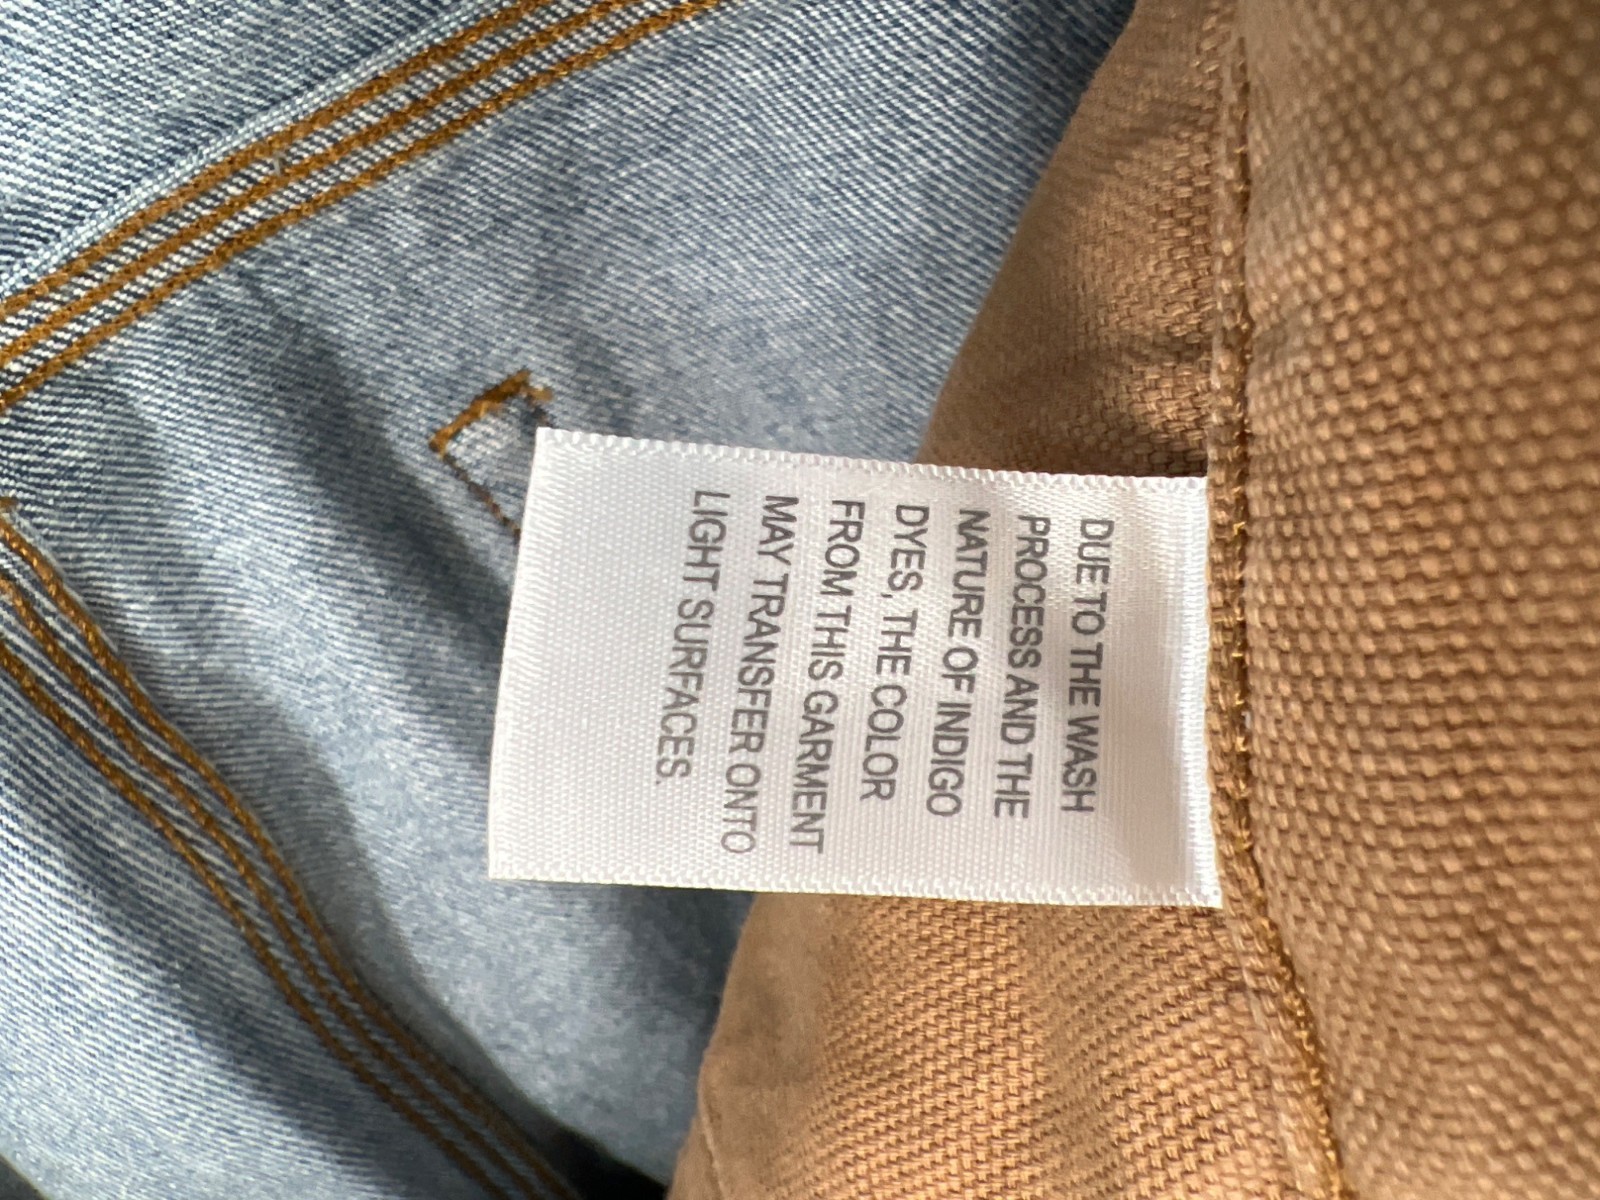 DUE TO THE WASH
PROCESS AND THE
NATURE OF INDIGO
DYES, THE COLOR
FROM THIS GARMENT
MAY TRANSFER ONTO
LIGHT SURFACES.